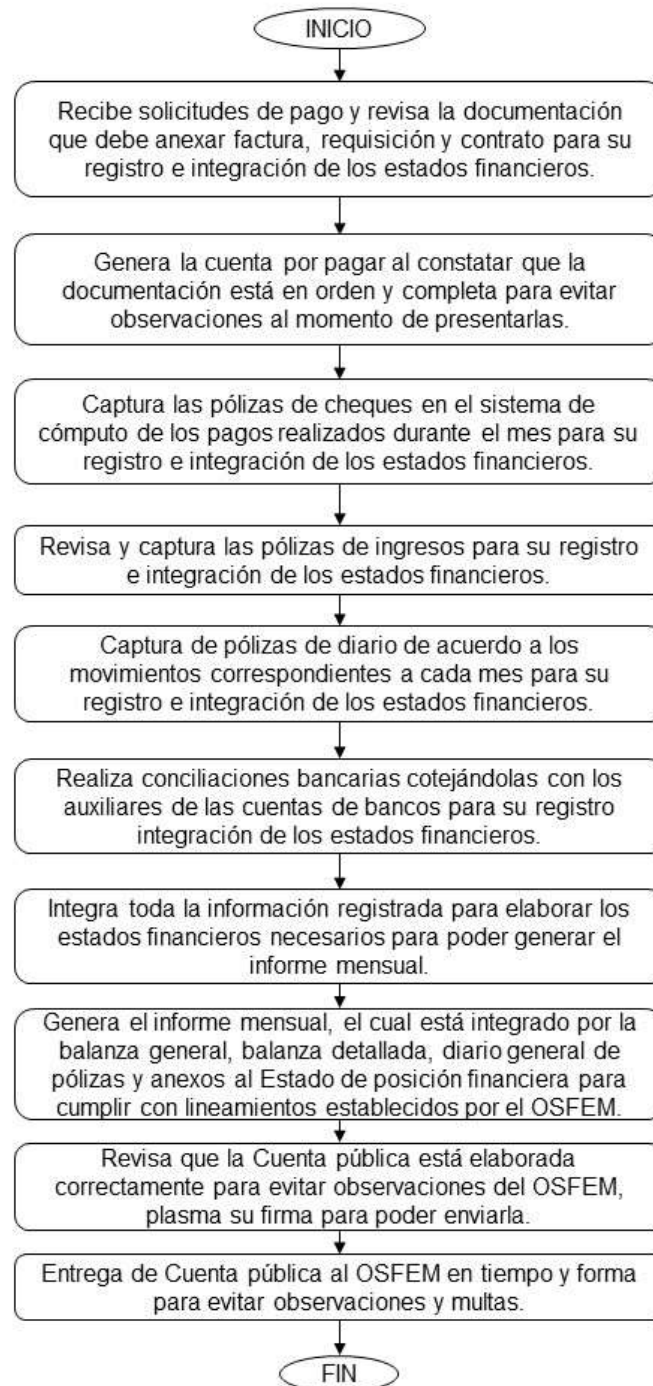 INICIO
Recibe solicitudes de pago y revisa la documentación
que debe anexar factura, requisición y contrato para su
registro e integración de los estados financieros.
Genera la cuenta por pagar al constatar que la
documentación está en orden y completa para evitar
observaciones al momento de presentarlas.
Captura las pólizas de cheques en el sistema de
cómputo de los pagos realizados durante el mes para su
registro e integración de los estados financieros.
Revisa y captura las pólizas de ingresos para su registro
e integración de los estados financieros.
Captura de pólizas de diario de acuerdo a los
movimientos correspondientes a cada mes para su
registro e integración de los estados financieros.
Realiza conciliaciones bancarias cotejándolas con los
auxiliares de las cuentas de bancos para su registro
integración de los estados financieros.
Integra toda la información registrada para elaborar los
estados financieros necesarios para poder generar el
informe mensual.
Genera el informe mensual, el cual está integrado por la
balanza general, balanza detallada, diario general de
pólizas y anexos al Estado de posición financiera para
cumplir con lineamientos establecidos por el OSFEM.
Revisa que la Cuenta pública está elaborada
correctamente para evitar observaciones del OSFEM,
plasma su firma para poder enviarla.
Entrega de Cuenta pública al OSFEM en tiempo y forma
para evitar observaciones y multas.
FIN